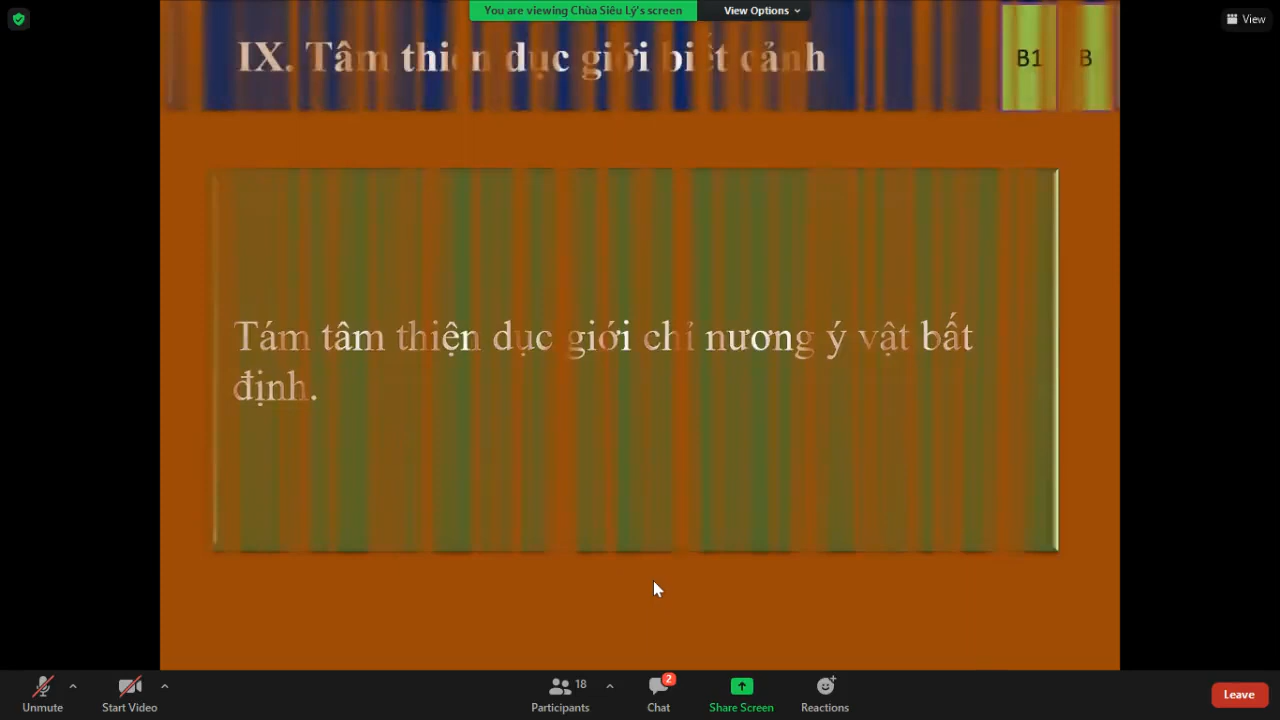 You are viewing Chùa Siêu Lý's screen
View Options
View
IX. Tâm thiện dục giới biết cảnh
B1
B
Tám tâm thiện dục giới chỉ nương ý vật bất
định.
Unmute
Start Video
18
Participants
2
Chat
Share Screen
Reactions
Leave